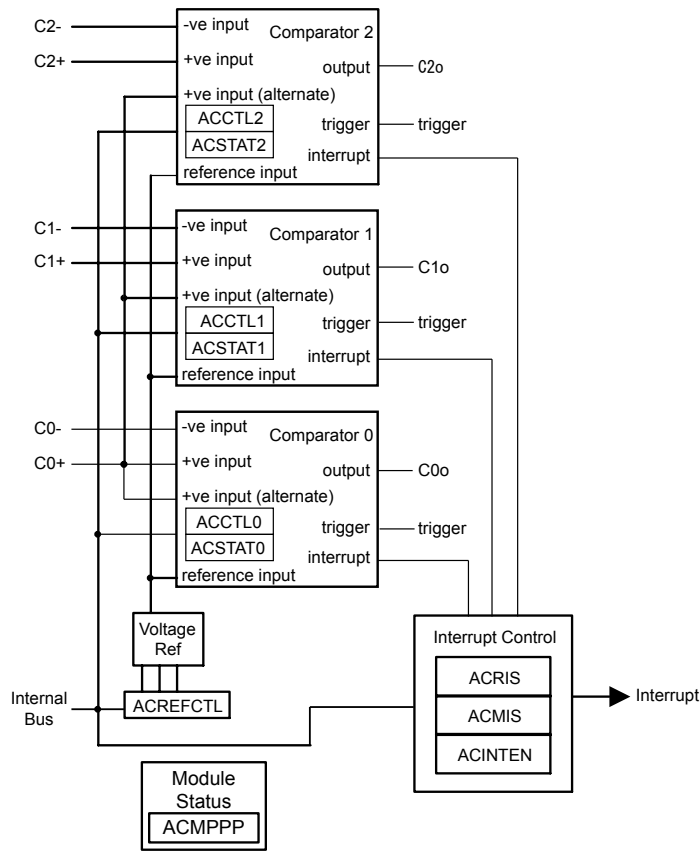 C2-
-ve input
Comparator 2
C2+
+ve input
output
C2o
+ve input (alternate)
ACCTL2
trigger
trigger
ACSTAT2
interrupt
reference input
C1-
-ve input
Comparator 1
C1+
+ve input
output
C1o
+ve input (alternate)
ACCTL1
trigger
trigger
ACSTAT1
interrupt
reference input
C0-
-ve input
Comparator 0
C0+
+ve input
output
C0o
+ve input (alternate)
ACCTL0
trigger
trigger
ACSTAT0
interrupt
reference input
Voltage
Ref
Interrupt Control
ACRIS
Internal
Bus
ACREFCTL
ACMIS
Interrupt
ACINTEN
Module
Status
ACMPPP